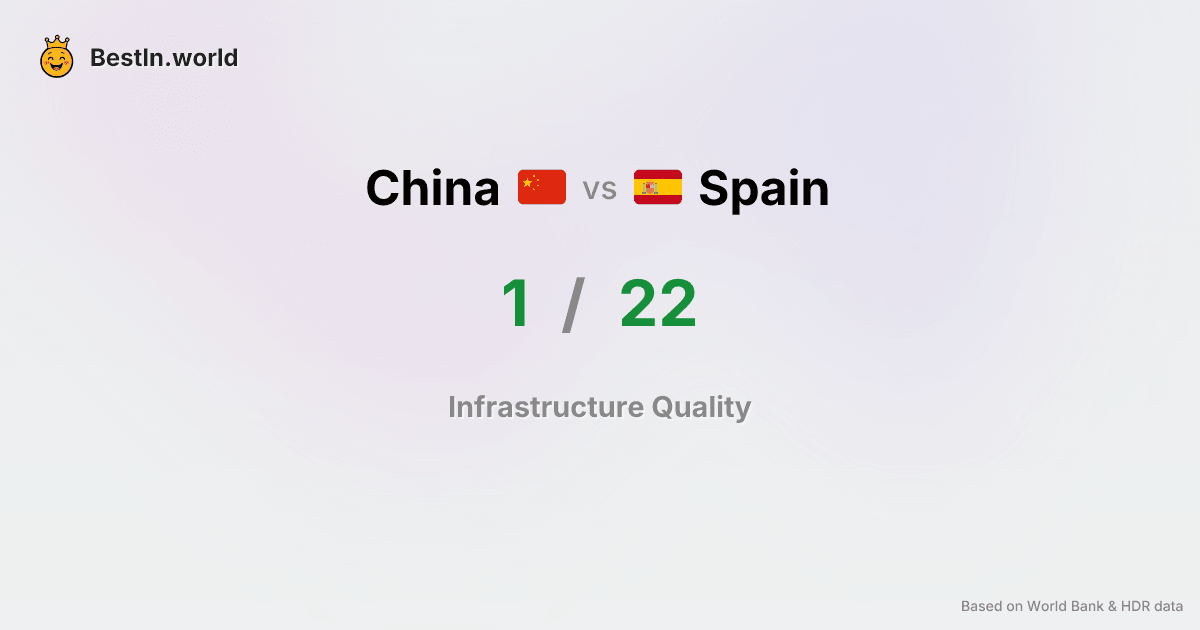 BestIn.world
China vs Spain
1 / 22
Infrastructure Quality
Based on World Bank & HDR data